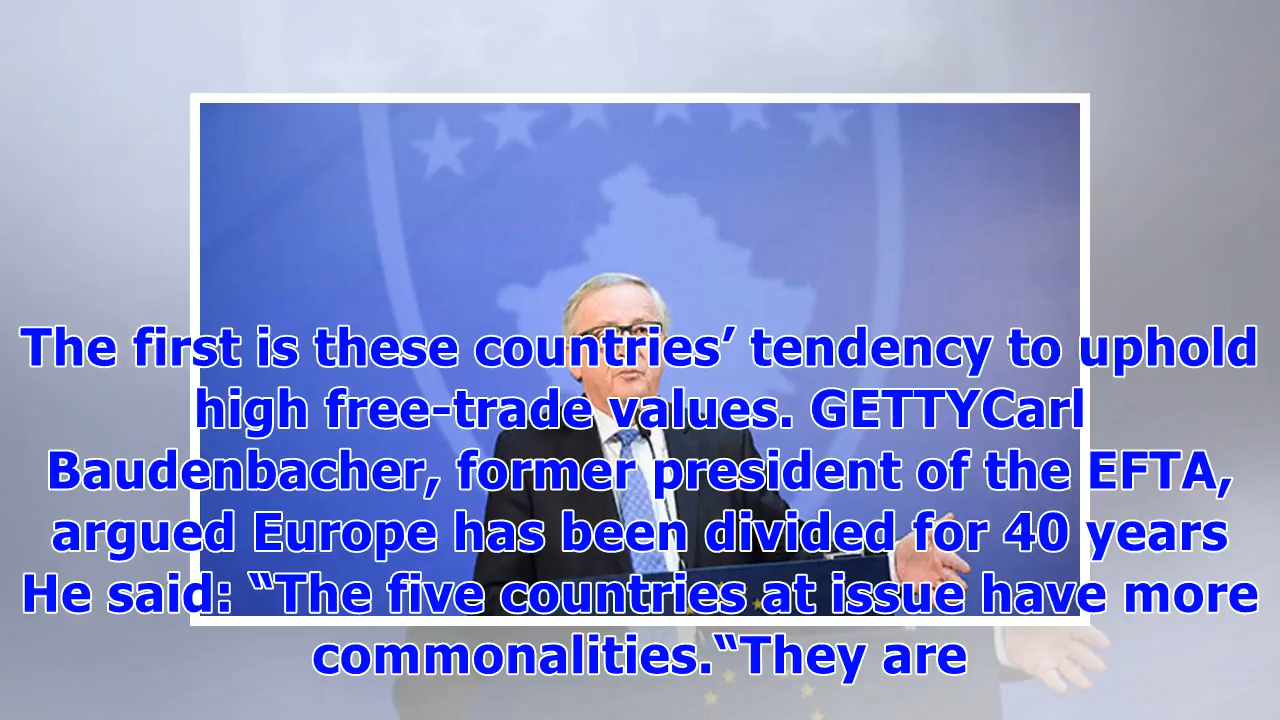 The first is these countries’ tendency to uphold
high free-trade values. GETTYCarl
Baudenbacher, former president of the EFTA,
argued Europe has been divided for 40 years
He said: “The five countries at issue have more
commonalities.“They are